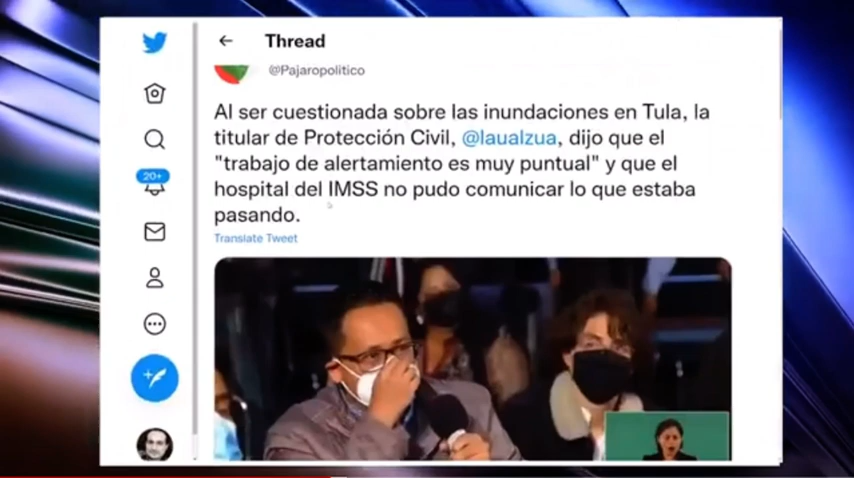 Thread
@Pajaropolitico
Al ser cuestionada sobre las inundaciones en Tula, la
titular de Protección Civil, @laualzua, dijo que el
"trabajo de alertamiento es muy puntual" y que el
hospital del IMSS no pudo comunicar lo que estaba
pasando.
Translate Tweet
20+